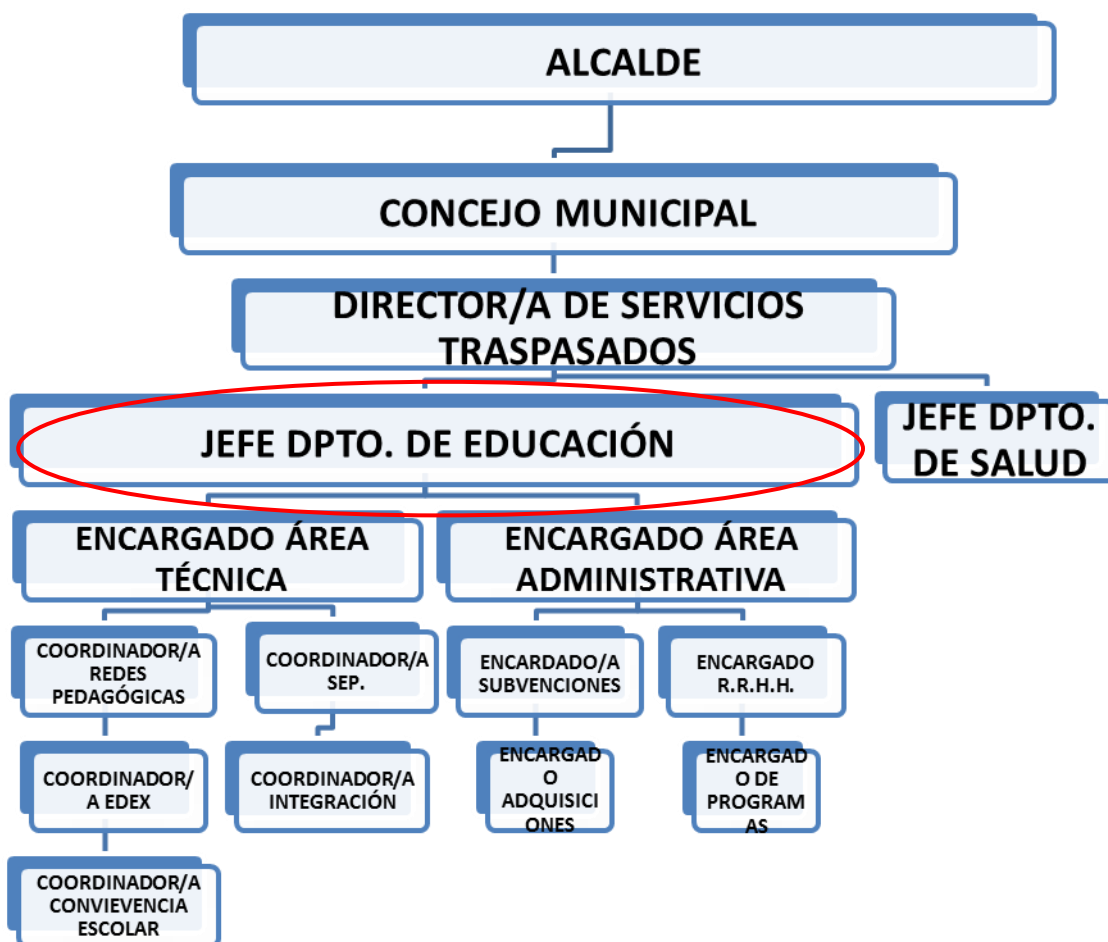 ALCALDE
CONCEJO MUNICIPAL
DIRECTOR/A DE SERVICIOS
TRASPASADOS
JEFE DPTO. DE EDUCACIÓN
JEFE DPTO.
DE SALUD
ENCARGADO ÁREA
TÉCNICA
ENCARGADO ÁREA
ADMINISTRATIVA
COORDINADOR/A
REDES
PEDAGÓGICAS
COORDINADOR/A
SEP.
ENCARDADO/A
SUBVENCIONES
ENCARGADO
R.R.H.H.
COORDINADOR/
A EDEX
COORDINADOR/A
INTEGRACIÓN
ENCARGAD
O
ADQUISICI
ONES
ENCARGAD
O DE
PROGRAM
AS
COORDINADOR/A
CONVIEVENCIA
ESCOLAR